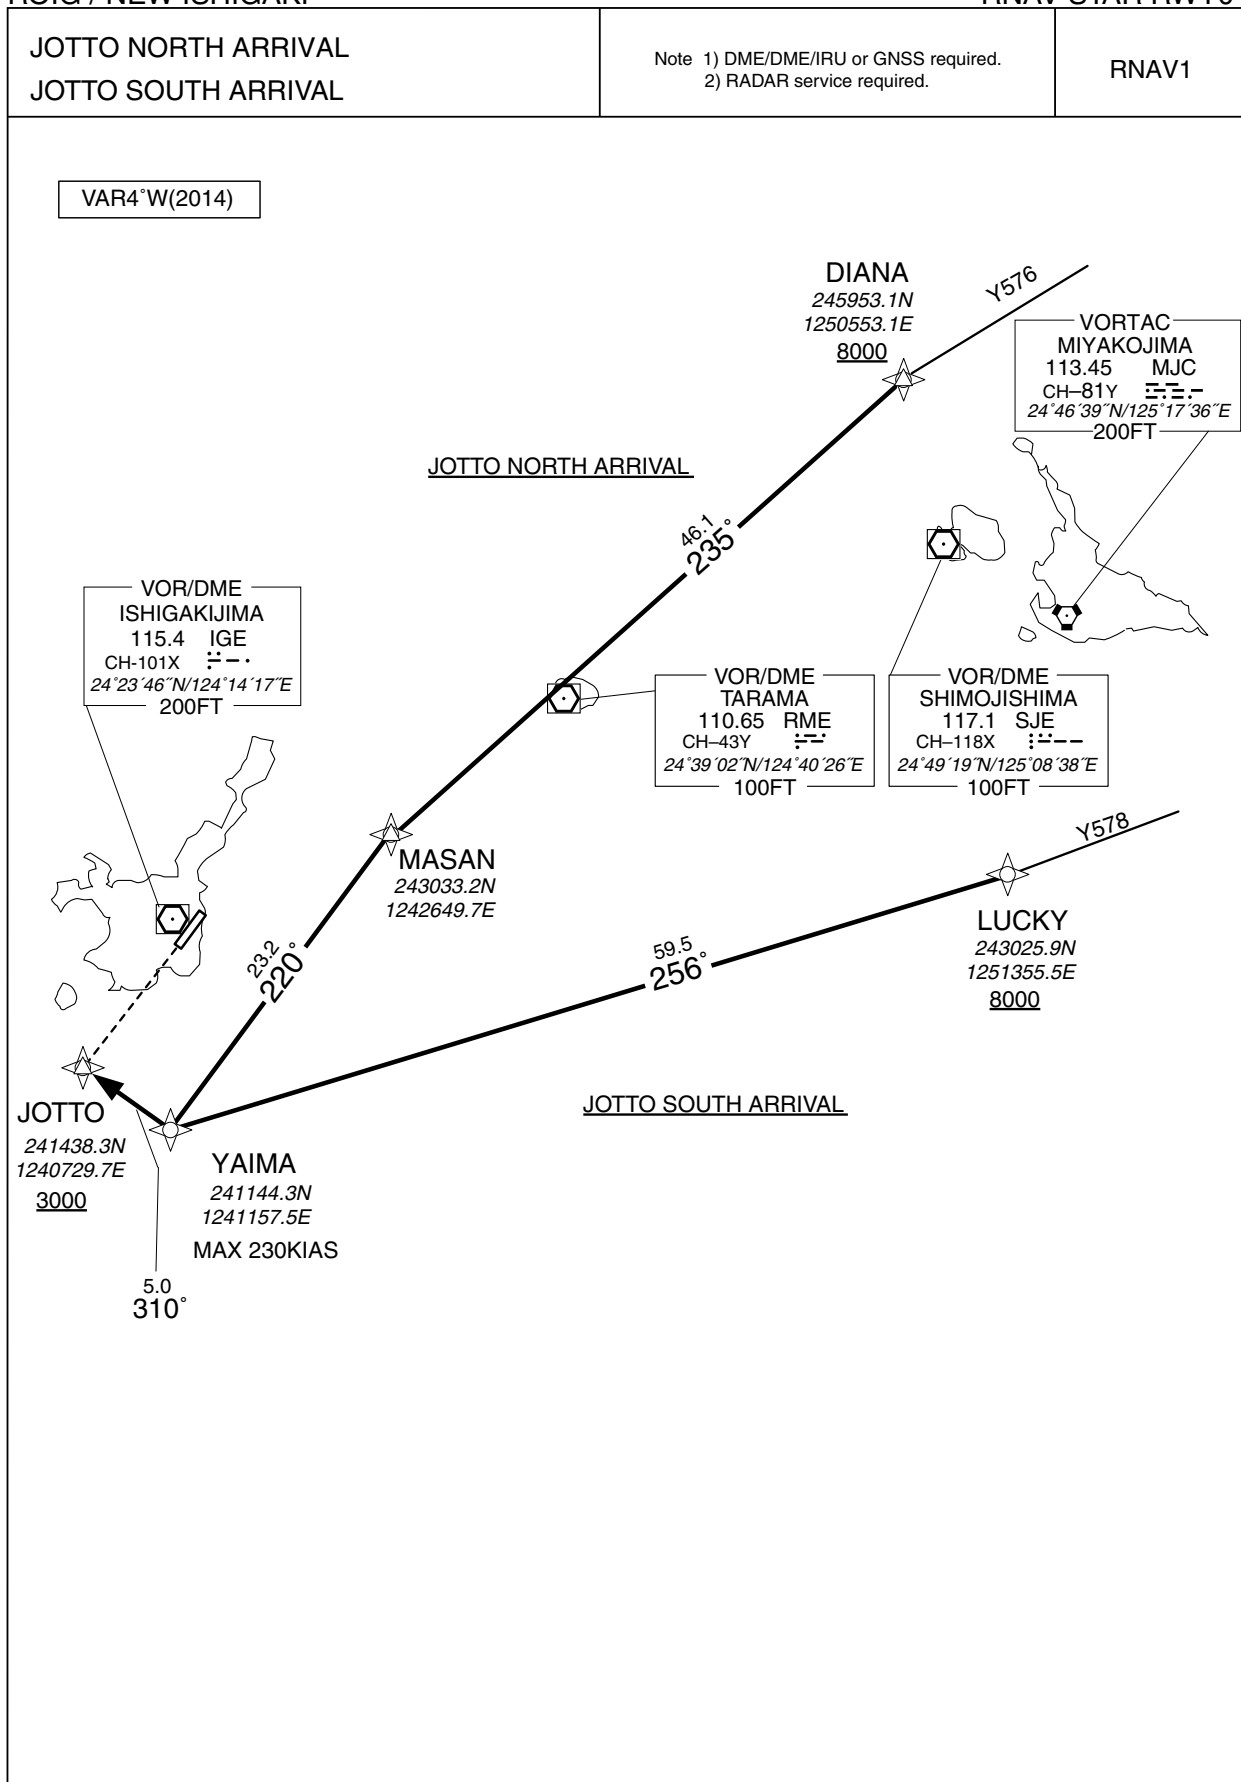 JOTTO NORTH ARRIVAL
JOTTO SOUTH ARRIVAL
Note 1) DME/DME/IRU or GNSS required.
2) RADAR service required.
RNAV1
VAR4°W(2014)
DIANA
245953.1N
1250553.1E
8000
Y576
VORTAC
MIYAKOJIMA
113.45 MJC
CH–81Y
24°46´39˝N/125°17´36˝E
200FT
JOTTO NORTH ARRIVAL
46.1
235°
VOR/DME
ISHIGAKIJIMA
115.4 IGE
CH-101X
24°23´46˝N/124°14´17˝E
200FT
VOR/DME
TARAMA
110.65 RME
CH–43Y
24°39´02˝N/124°40´26˝E
100FT
VOR/DME
SHIMOJISHIMA
117.1 SJE
CH–118X
24°49´19˝N/125°08´38˝E
100FT
Y578
MASAN
243033.2N
1242649.7E
LUCKY
243025.9N
1251355.5E
8000
23.2
220°
59.5
256°
JOTTO SOUTH ARRIVAL
JOTTO
241438.3N
1240729.7E
3000
YAIMA
241144.3N
1241157.5E
MAX 230KIAS
5.0
310°